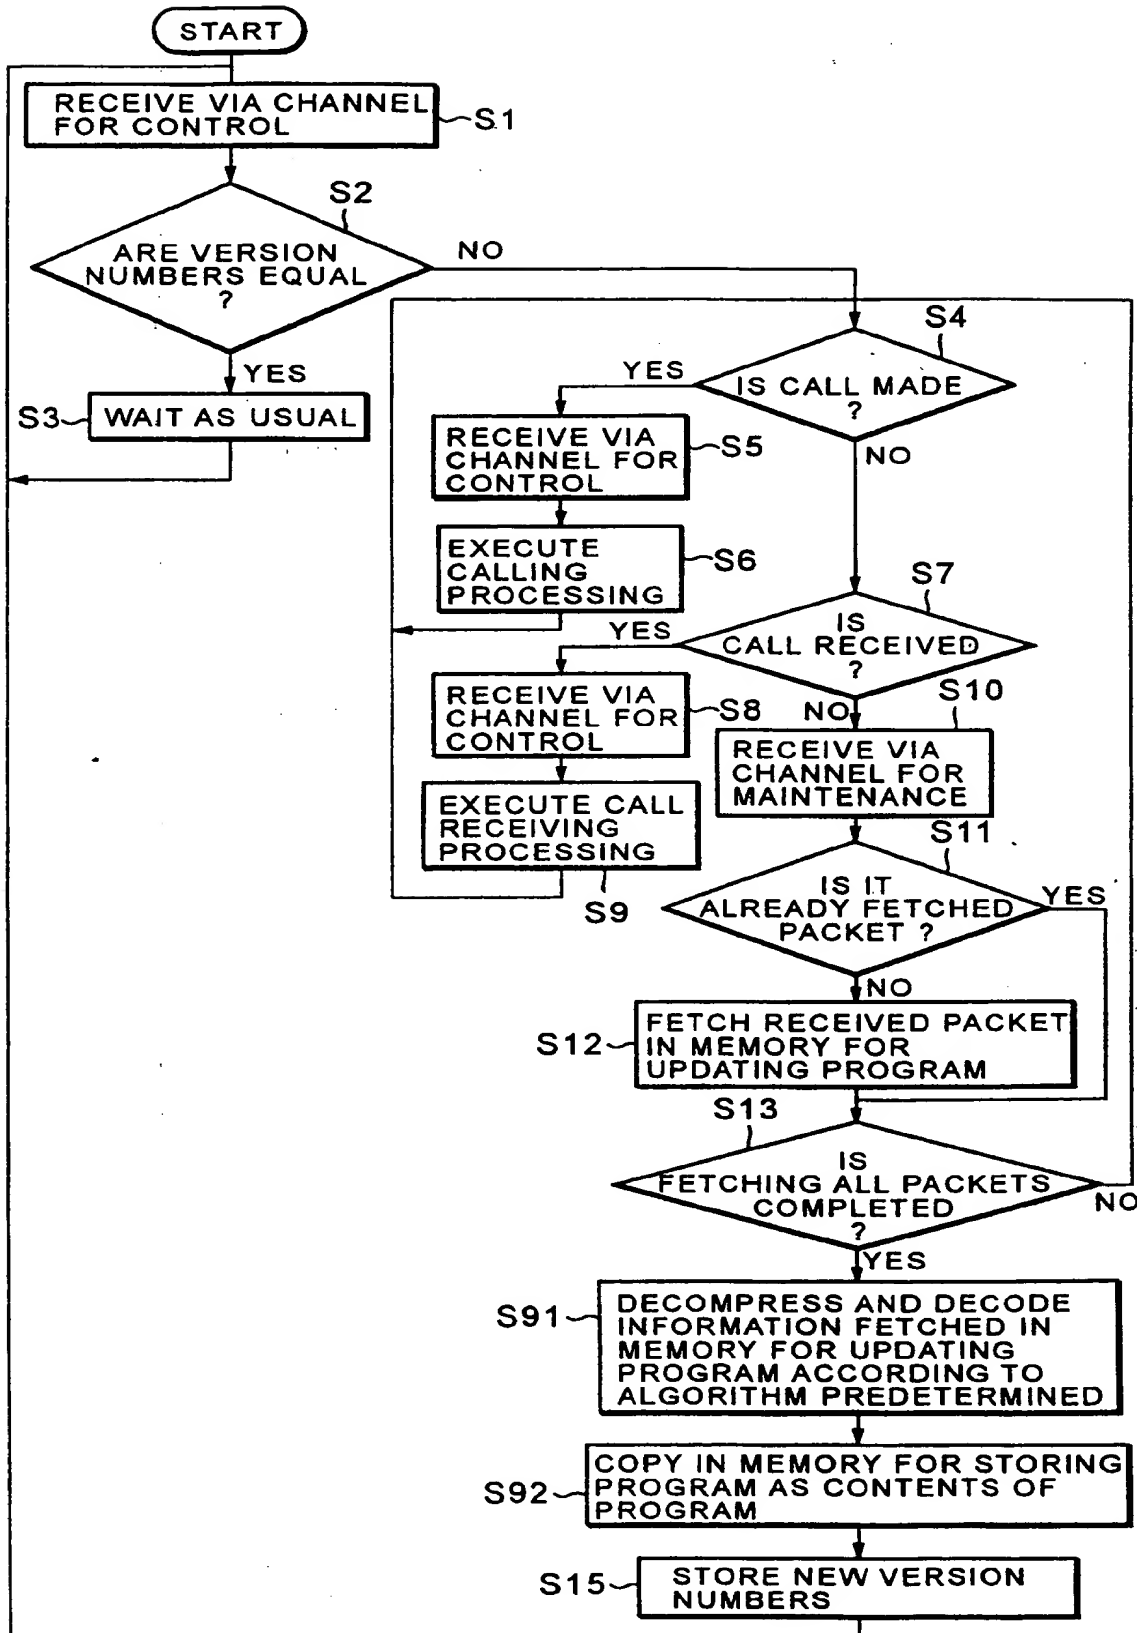 START
RECEIVE VIA CHANNEL
FOR CONTROL
S1
S2
ARE VERSION
NUMBERS EQUAL
?
NO
YES
S3
WAIT AS USUAL
S4
IS CALL MADE
?
YES
NO
RECEIVE VIA
CHANNEL FOR
CONTROL
S5
EXECUTE
CALLING
PROCESSING
S6
S7
IS
CALL RECEIVED
?
YES
NO
RECEIVE VIA
CHANNEL FOR
CONTROL
S8
EXECUTE CALL
RECEIVING
PROCESSING
S9
S10
RECEIVE VIA
CHANNEL FOR
MAINTENANCE
S11
IS IT
ALREADY FETCHED
PACKET ?
YES
NO
S12
FETCH RECEIVED PACKET
IN MEMORY FOR
UPDATING PROGRAM
S13
IS
FETCHING ALL PACKETS
COMPLETED
?
NO
YES
S91
DECOMPRESS AND DECODE
INFORMATION FETCHED IN
MEMORY FOR UPDATING
PROGRAM ACCORDING TO
ALGORITHM PREDETERMINED
S92
COPY IN MEMORY FOR STORING
PROGRAM AS CONTENTS OF
PROGRAM
S15
STORE NEW VERSION
NUMBERS